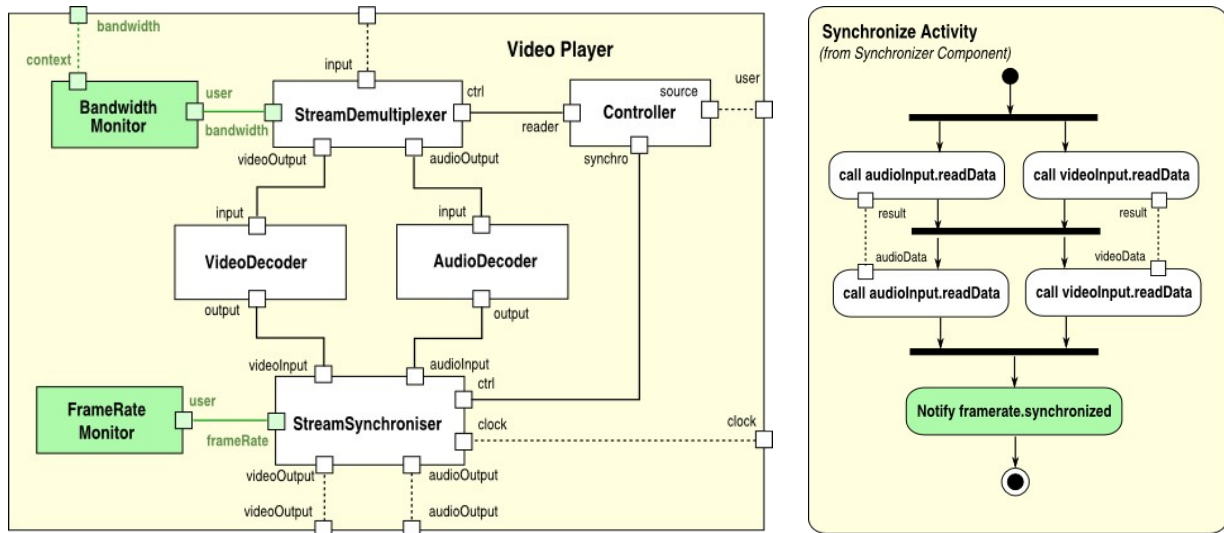 bandwidth
Video Player
context
input
user
ctrl
source
user
Bandwidth
Monitor
bandwidth
StreamDemultiplexer
reader
Controller
videoOutput
audioOutput
synchro
input
input
VideoDecoder
AudioDecoder
output
output
videoInput
audioInput
ctrl
FrameRate
Monitor
user
frameRate
StreamSynchroniser
clock
clock
videoOutput
audioOutput
videoOutput
audioOutput
Synchronize Activity
(from Synchronizer Component)
call audioInput.readData
call videoInput.readData
result
result
audioData
videoData
call audioInput.readData
call videoInput.readData
Notify framerate.synchronized